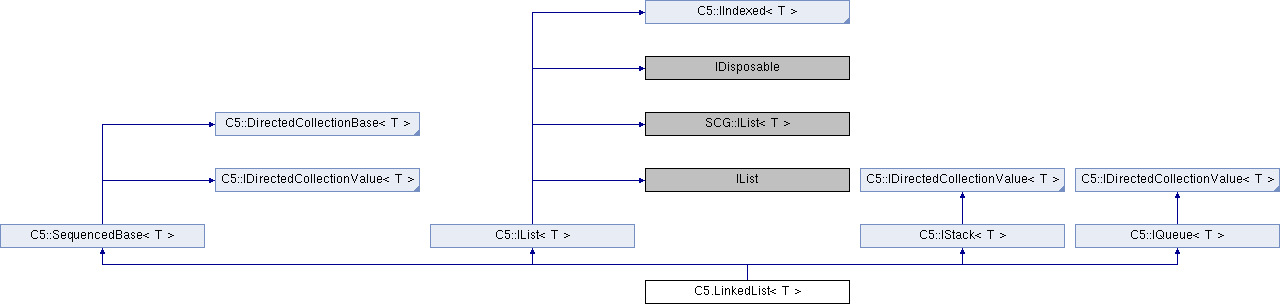 C5::IIndexed< T >
IDisposable
C5::DirectedCollectionBase< T >
SCG::IList< T >
C5::IDirectedCollectionValue< T >
IList
C5::IDirectedCollectionValue< T >
C5::IDirectedCollectionValue< T >
C5::SequencedBase< T >
C5::IList< T >
C5::IStack< T >
C5::IQueue< T >
C5.LinkedList< T >